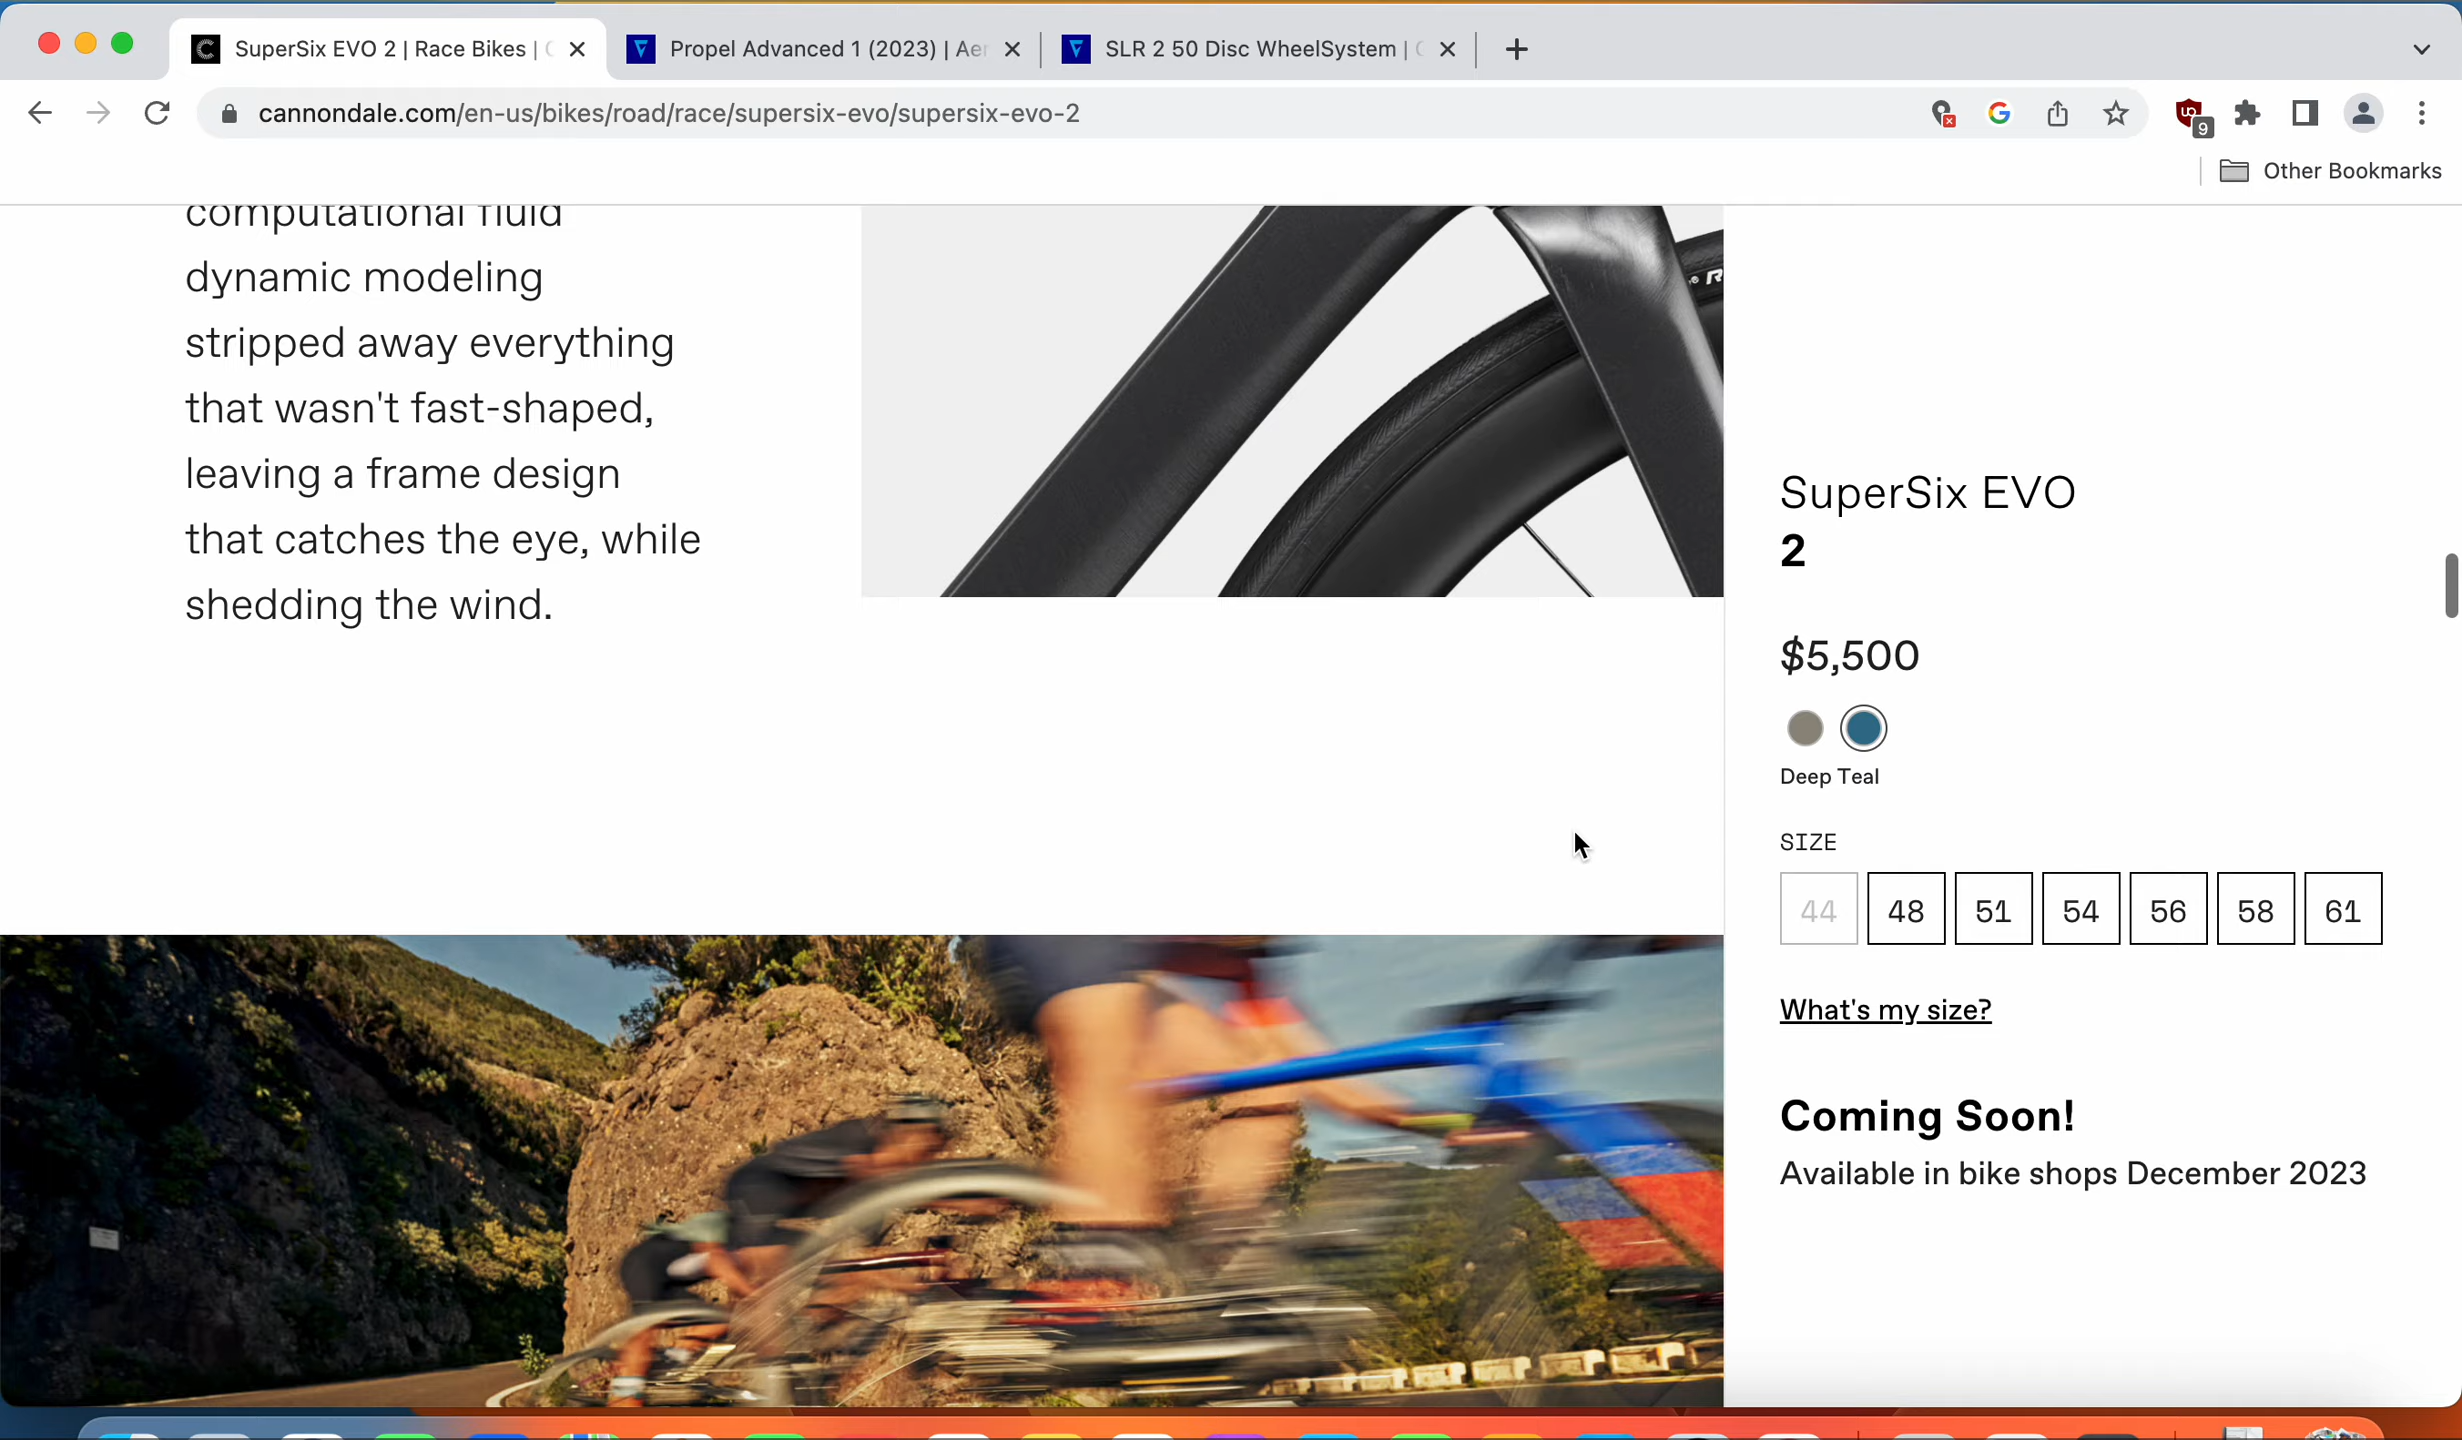 SuperSix EVO 2 | Race Bikes |
Propel Advanced 1 (2023) | Aer
SLR 2 50 Disc WheelSystem |
cannondale.com/en-us/bikes/road/race/supersix-evo/supersix-evo-2
9
Other Bookmarks
computational fluid
dynamic modeling
stripped away everything
that wasn't fast-shaped,
leaving a frame design
that catches the eye, while
shedding the wind.
SuperSix EVO
2
$5,500
Deep Teal
SIZE
44 48 51 54 56 58 61
What's my size?
Coming Soon!
Available in bike shops December 2023